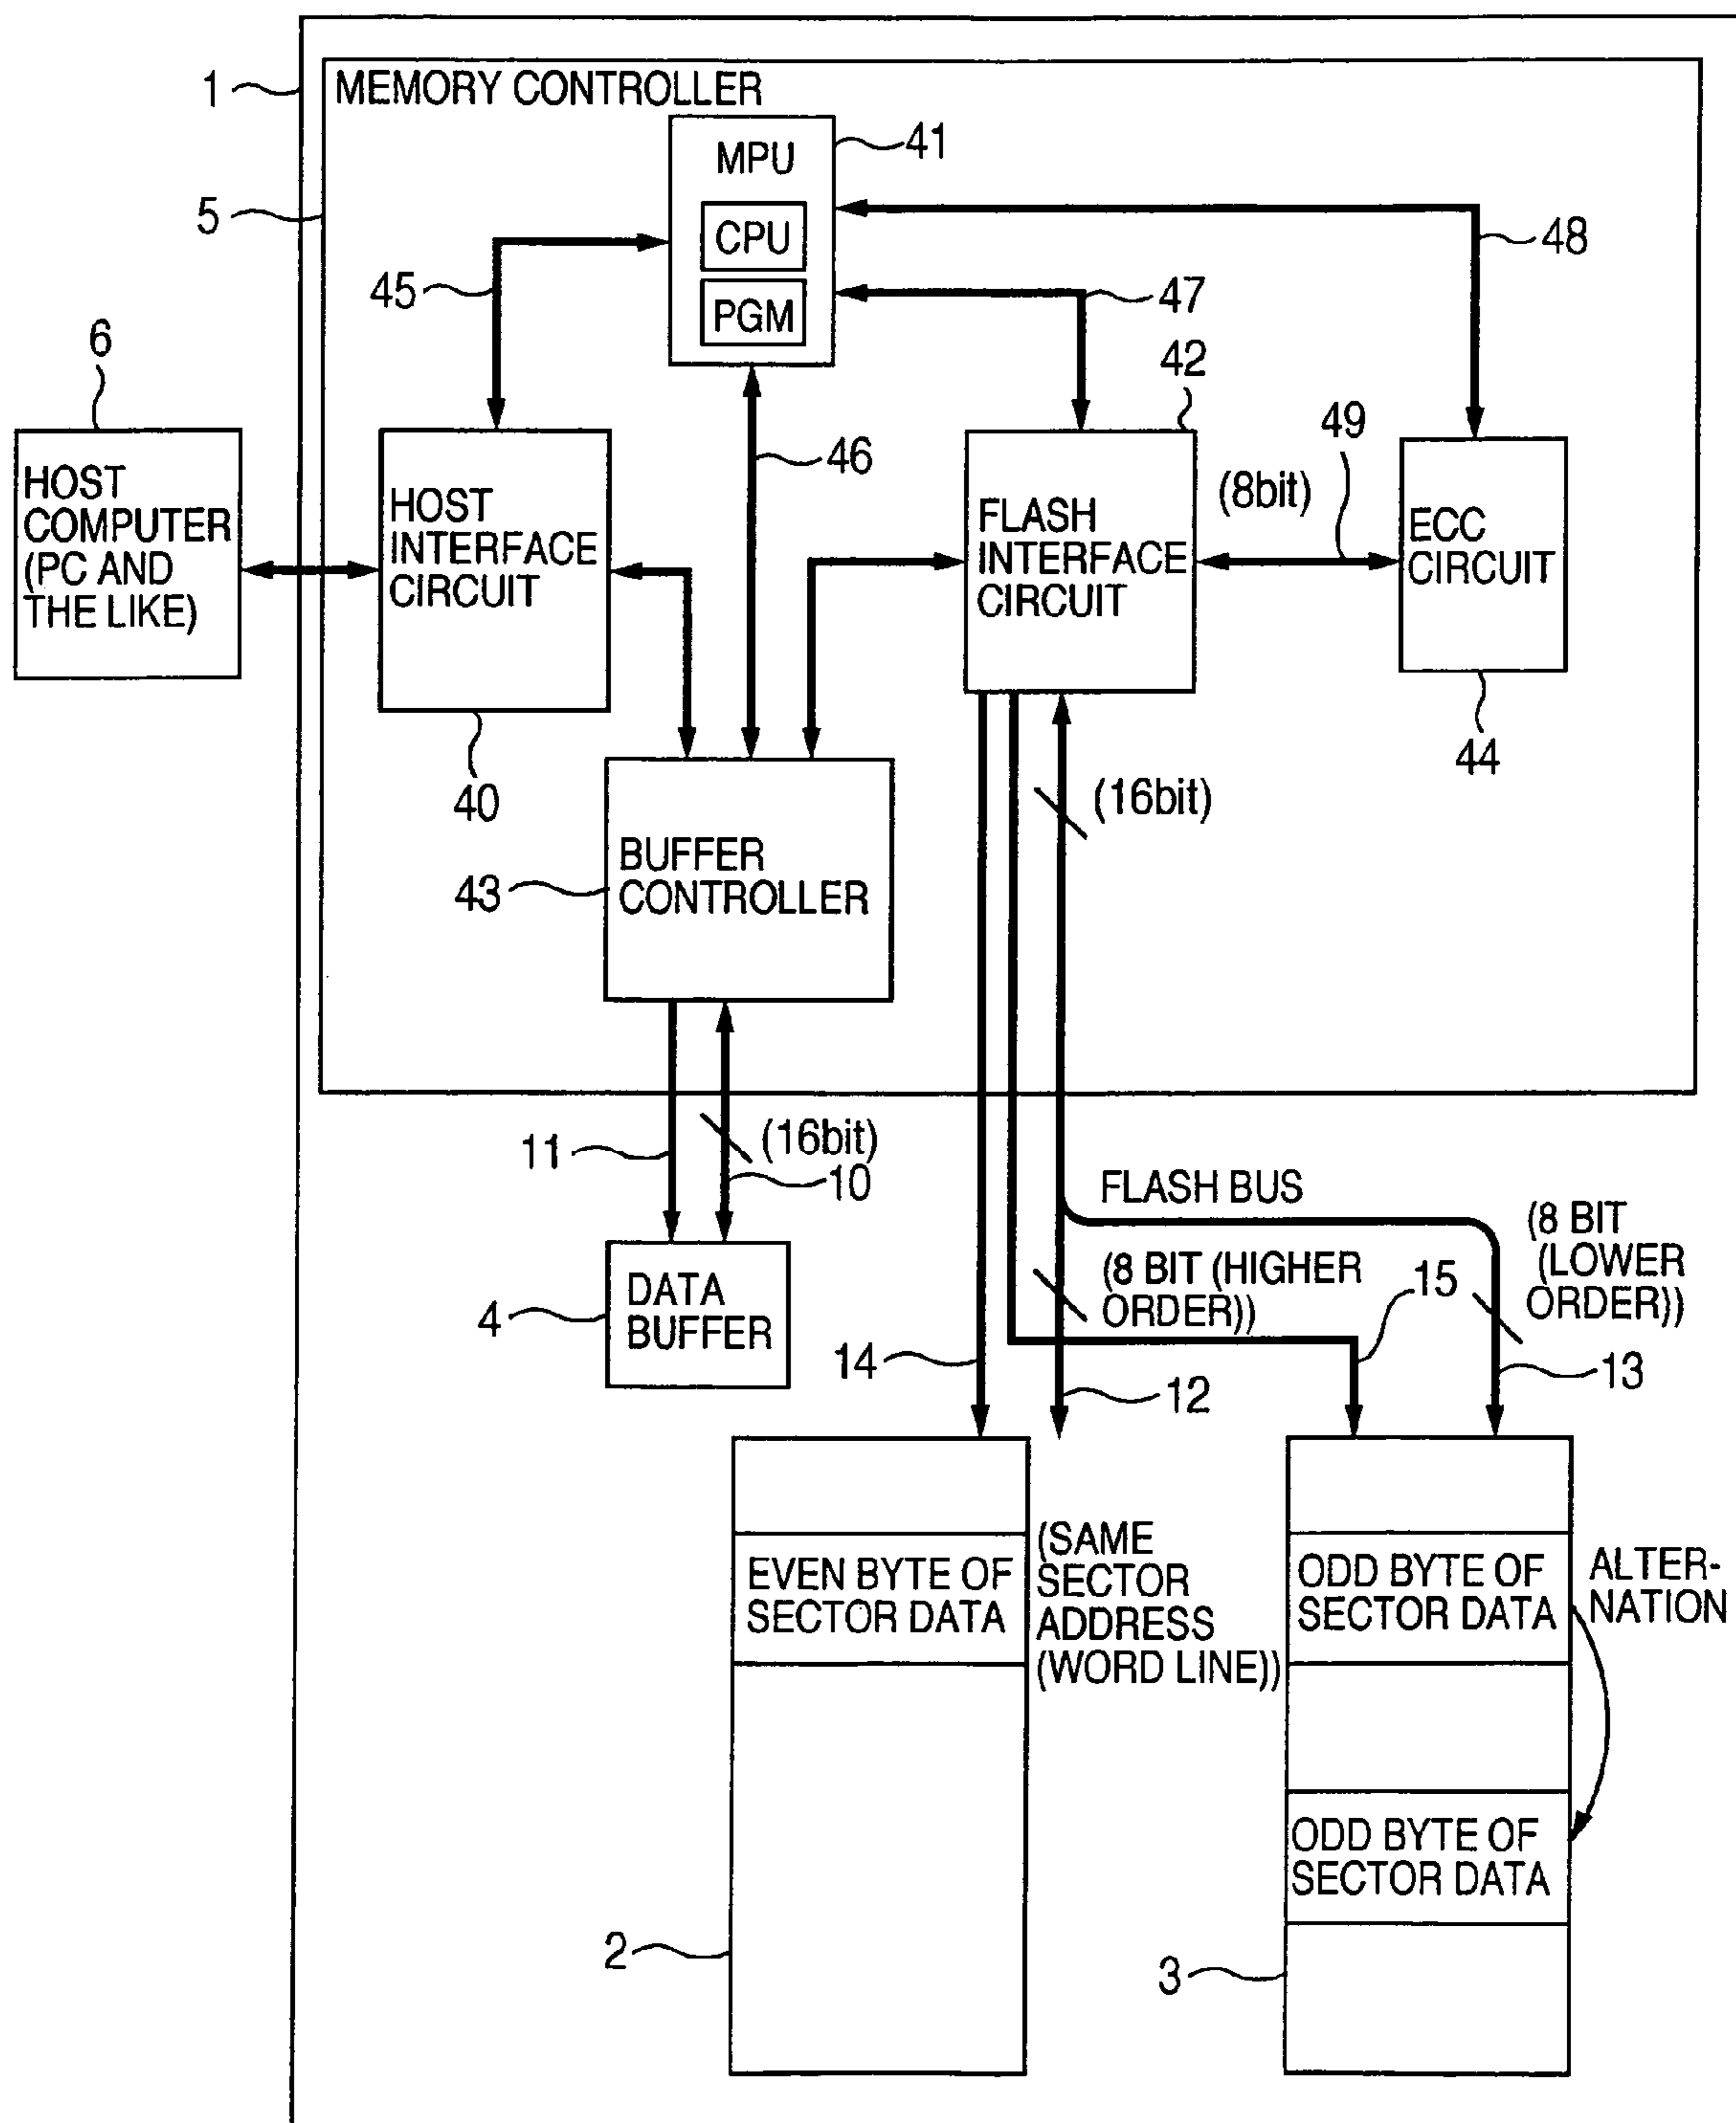 1
MEMORY CONTROLLER
41
MPU
5
CPU
48
45
47
PGM
6
42
49
46
HOST
COMPUTER
(PC AND
THE LIKE)
HOST
INTERFACE
CIRCUIT
FLASH
INTERFACE
CIRCUIT
(8bit)
ECC
CIRCUIT
40
44
(16bit)
BUFFER
CONTROLLER
43
11
(16bit)
10
FLASH BUS
(8 BIT
(LOWER
ORDER))
(8 BIT (HIGHER
ORDER))
15
DATA
BUFFER
4
14
12
13
EVEN BYTE OF
SECTOR DATA
(SAME
SECTOR
ADDRESS
(WORD LINE))
ODD BYTE OF
SECTOR DATA
ALTER-
NATION
ODD BYTE OF
SECTOR DATA
2
3